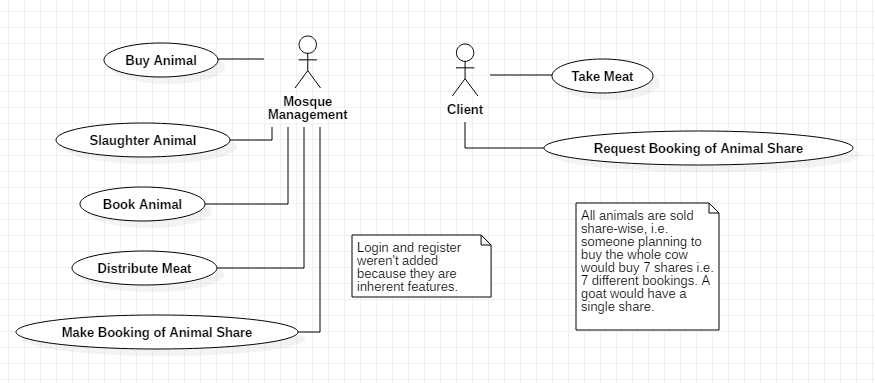 Buy Animal
Mosque
Management
Slaughter Animal
Book Animal
Distribute Meat
Make Booking of Animal Share
Client
Take Meat
Request Booking of Animal Share
Login and register
weren't added
because they are
inherent features.
All animals are sold
share-wise, i.e.
someone planning to
buy the whole cow
would buy 7 shares i.e.
7 different bookings. A
goat would have a
single share.